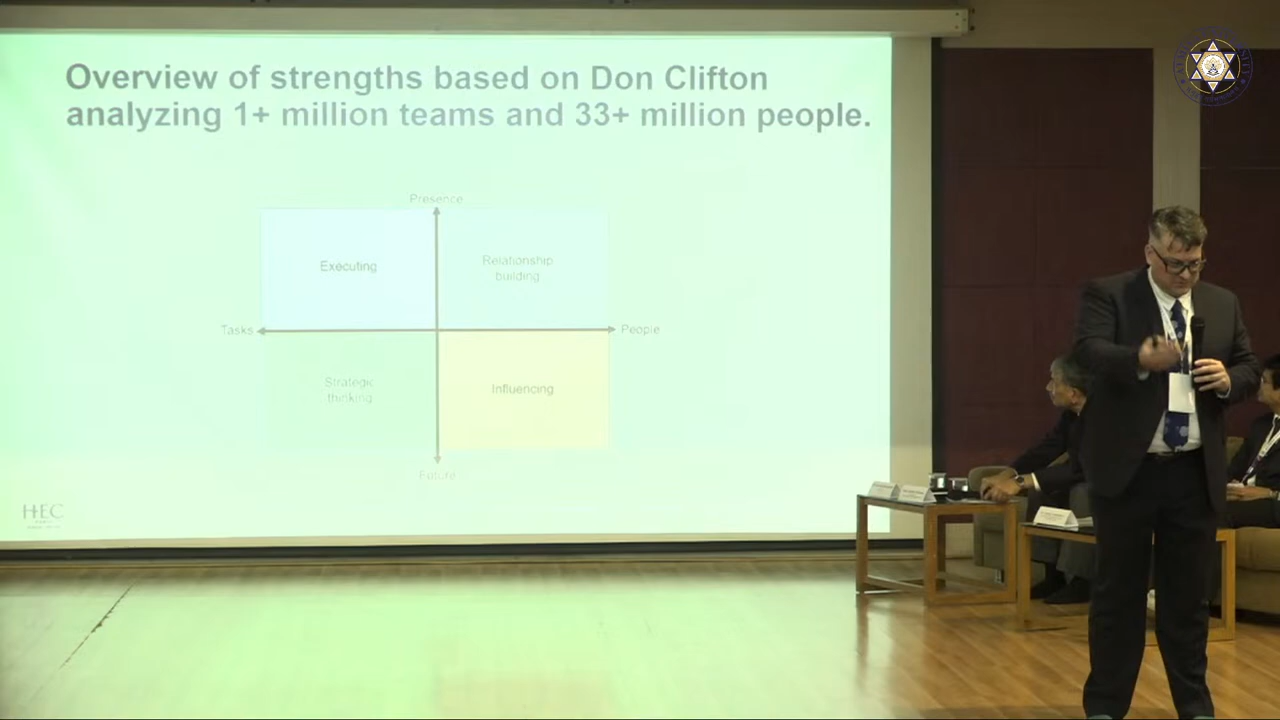 Overview of strengths based on Don Clifton
analyzing 1+ million teams and 33+ million people.
Presence
Executing
Relationship
building
Tasks
People
Strategic
thinking
Influencing
Future
HEC